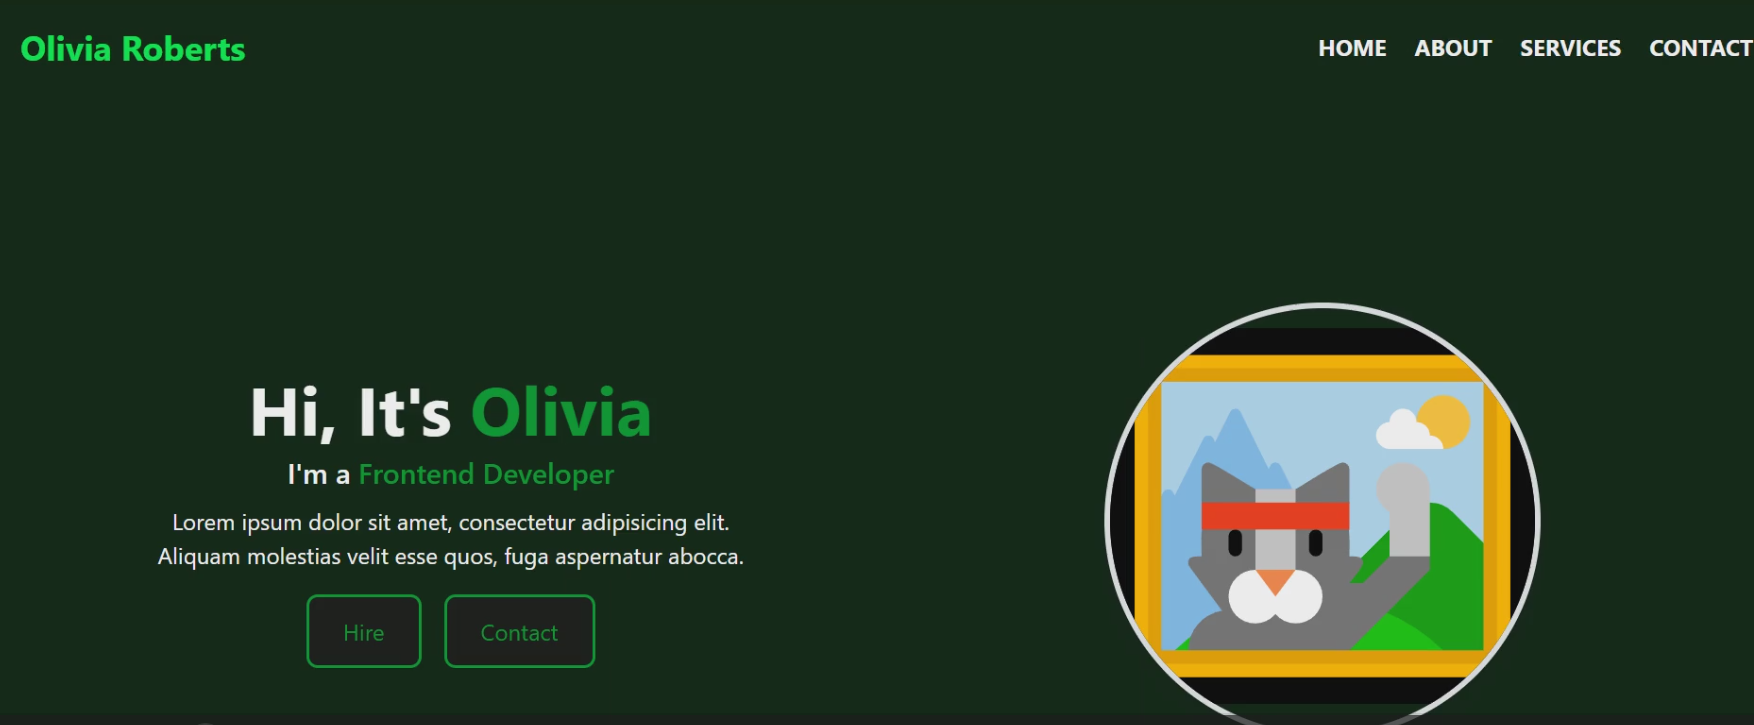 Olivia Roberts
HOME ABOUT SERVICES CONTACT
Hi, It's Olivia
I'm a Frontend Developer
Lorem ipsum dolor sit amet, consectetur adipisicing elit.
Aliquam molestias velit esse quos, fuga aspernatur abocca.
Hire
Contact